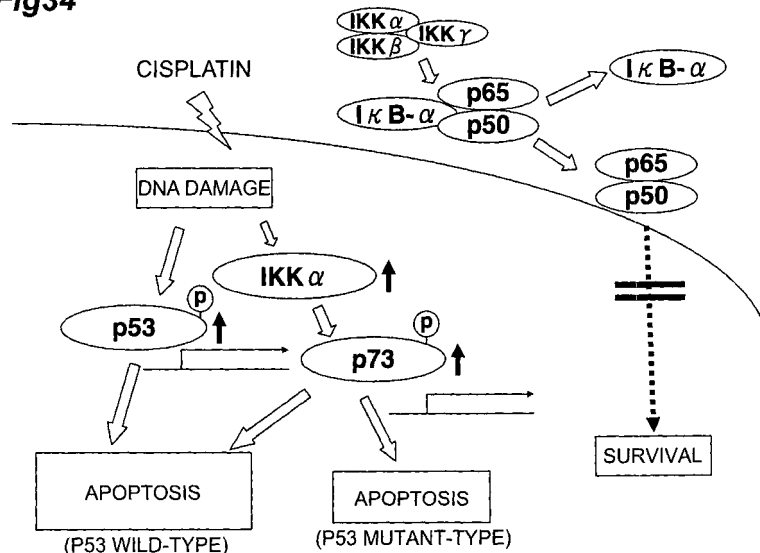 Fig34
IKKα
IKKβ
IKKγ
CISPLATIN
IκB-α
p65
IκB-α
p50
p65
p50
DNA DAMAGE
IKKα
p
p53
p
p73
SURVIVAL
APOPTOSIS
APOPTOSIS
(P53 WILD-TYPE)
(P53 MUTANT-TYPE)